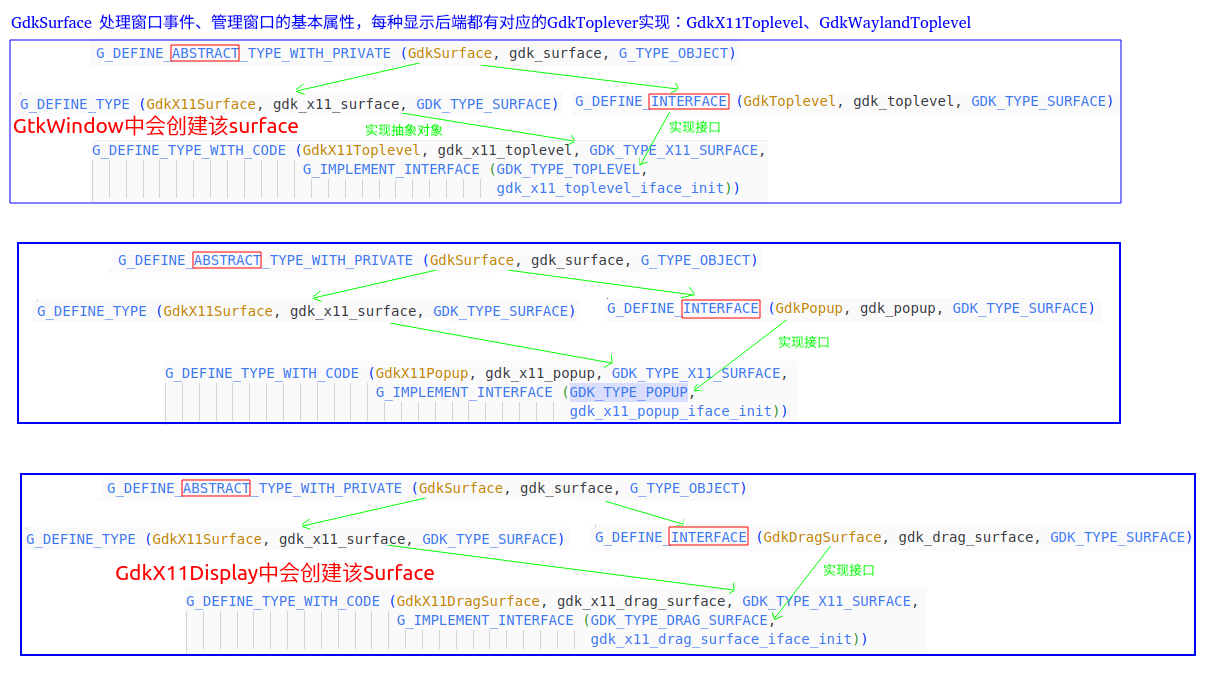 GdkSurface 处理窗口事件、管理窗口的基本属性，每种显示后端都有对应的GdkToplever实现：GdkX11Toplevel、GdkWaylandToplevel
G_DEFINE_ABSTRACT_TYPE_WITH_PRIVATE (GdkSurface, gdk_surface, G_TYPE_OBJECT)
G_DEFINE_TYPE (GdkX11Surface, gdk_x11_surface, GDK_TYPE_SURFACE)
G_DEFINE_INTERFACE (GdkToplevel, gdk_toplevel, GDK_TYPE_SURFACE)
GtkWindow中会创建该surface
实现抽象对象
实现接口
G_DEFINE_TYPE_WITH_CODE (GdkX11Toplevel, gdk_x11_toplevel, GDK_TYPE_X11_SURFACE,
G_IMPLEMENT_INTERFACE (GDK_TYPE_TOPLEVEL,
gdk_x11_toplevel_iface_init))
G_DEFINE_ABSTRACT_TYPE_WITH_PRIVATE (GdkSurface, gdk_surface, G_TYPE_OBJECT)
G_DEFINE_TYPE (GdkX11Surface, gdk_x11_surface, GDK_TYPE_SURFACE)
G_DEFINE_INTERFACE (GdkPopup, gdk_popup, GDK_TYPE_SURFACE)
实现接口
G_DEFINE_TYPE_WITH_CODE (GdkX11Popup, gdk_x11_popup, GDK_TYPE_X11_SURFACE,
G_IMPLEMENT_INTERFACE (GDK_TYPE_POPUP,
gdk_x11_popup_iface_init))
G_DEFINE_ABSTRACT_TYPE_WITH_PRIVATE (GdkSurface, gdk_surface, G_TYPE_OBJECT)
G_DEFINE_TYPE (GdkX11Surface, gdk_x11_surface, GDK_TYPE_SURFACE)
G_DEFINE_INTERFACE (GdkDragSurface, gdk_drag_surface, GDK_TYPE_SURFACE)
GdkX11Display中会创建该Surface
实现接口
G_DEFINE_TYPE_WITH_CODE (GdkX11DragSurface, gdk_x11_drag_surface, GDK_TYPE_X11_SURFACE,
G_IMPLEMENT_INTERFACE (GDK_TYPE_DRAG_SURFACE,
gdk_x11_drag_surface_iface_init))